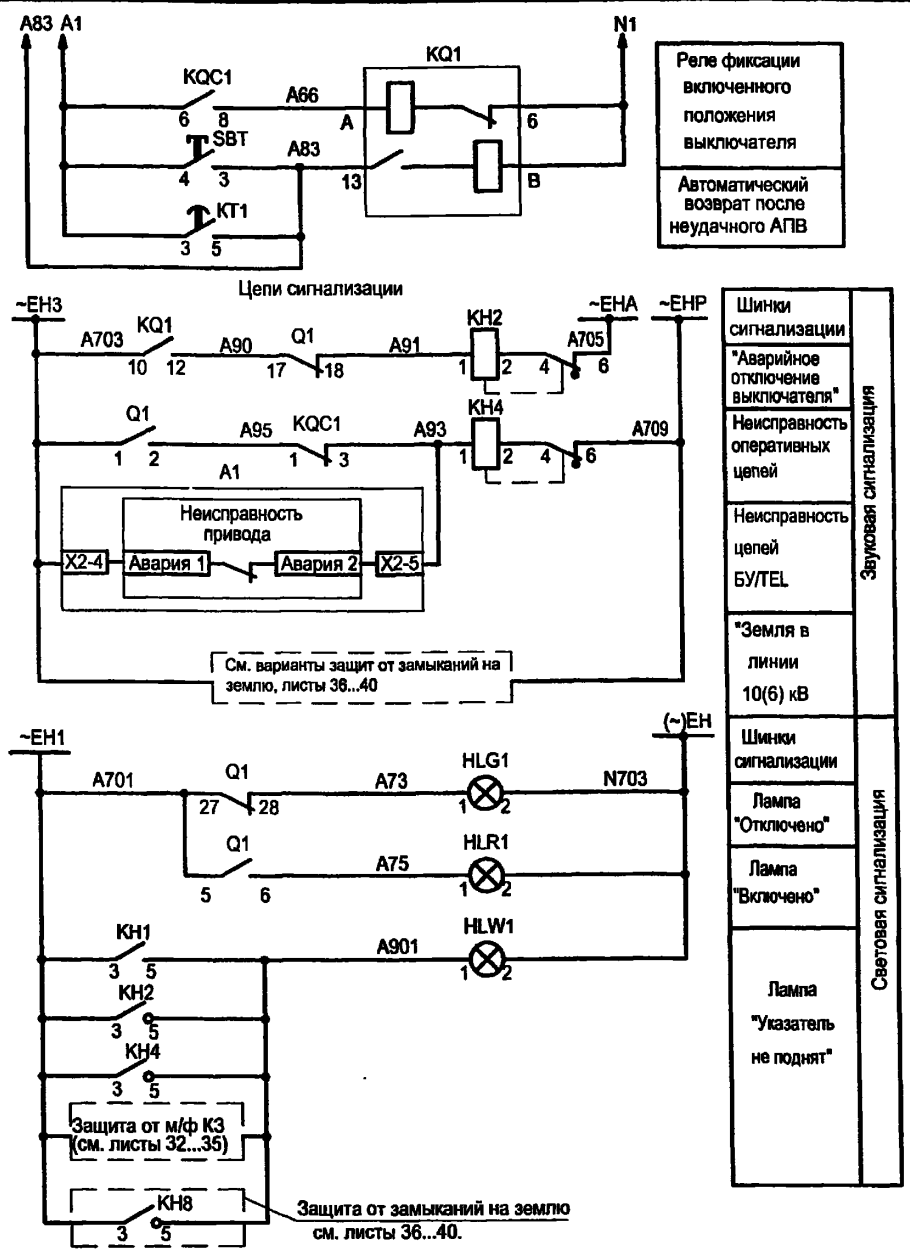 A83 A1
N1
KQC1
KQ1
6 8
A66
A
6
SBT
4 3
A83
13
B
KT1
3 5
Реле фиксации
включенного
положения
выключателя
Автоматический
возврат после
неудачного АПВ
Цепи сигнализации
~EH3
~EHA
~EHP
A703
KQ1
10 12
A90
Q1
17 18
A91
KH2
1 2
4
A705
6
Q1
1 2
A95
KQC1
1 3
A93
KH4
1 2
4 6
A709
A1
Неисправность
привода
X2-4
Авария 1
Авария 2
X2-5
См. варианты защит от замыканий на
землю, листы 36...40
Шинки
сигнализации
"Аварийное
отключение
выключателя"
Неисправность
оперативных
цепей
Неисправность
цепей
БУ/TEL
"Земля в
линии
10(6) кВ
Звуковая сигнализация
~EH1
(~)EH
A701
Q1
27 28
A73
HLG1
1 2
N703
Q1
5 6
A75
HLR1
1 2
KH1
3 5
A901
HLW1
1 2
KH2
3 5
KH4
3 5
Защита от м/ф КЗ
(см. листы 32...35)
KH8
3 5
Защита от замыканий на землю
см. листы 36...40.
Шинки
сигнализации
Лампа
"Отключено"
Лампа
"Включено"
Лампа
"Указатель
не поднят"
Световая сигнализация